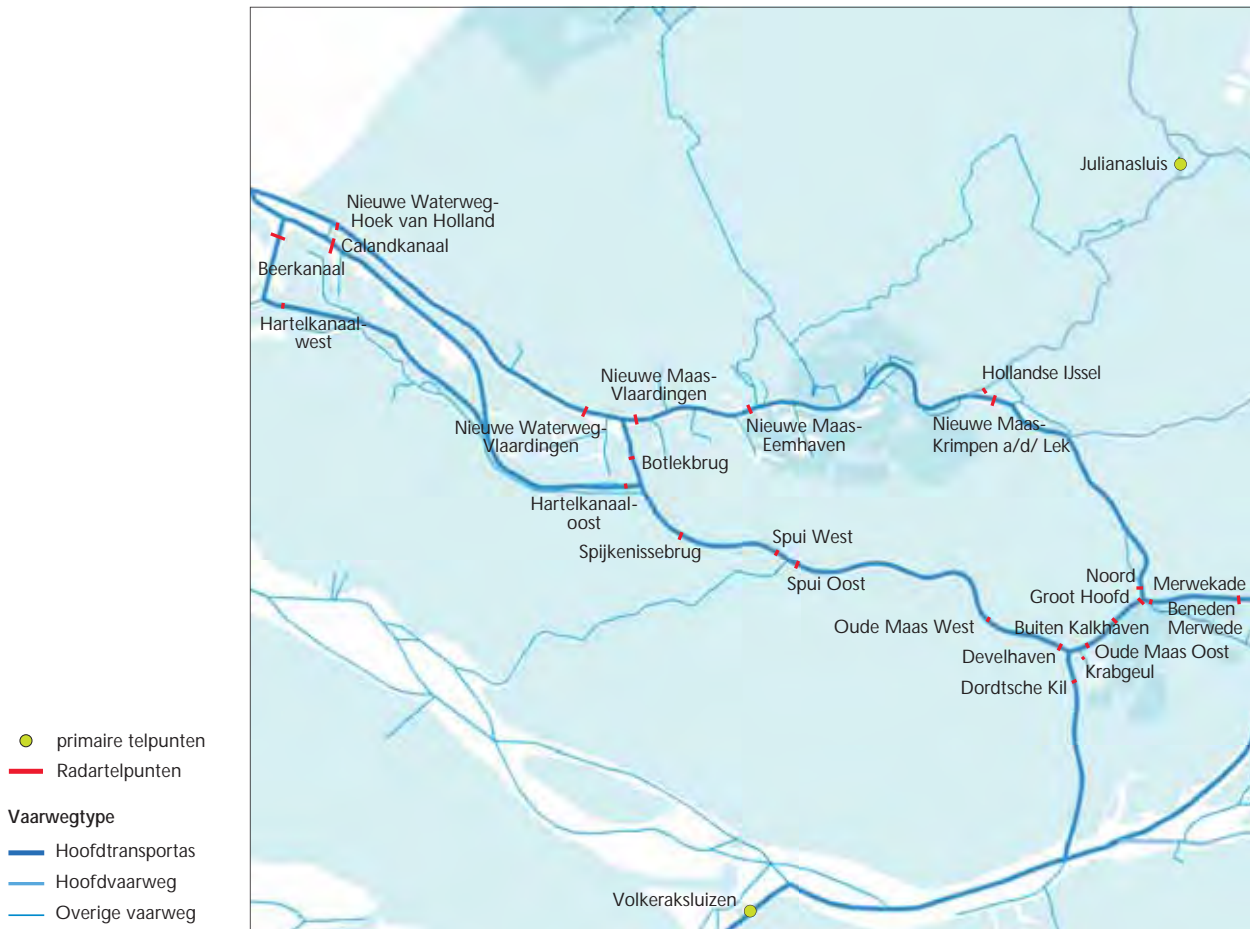 Julianasluis
Nieuwe Waterweg-
Hoek van Holland
Calandkanaal
Beerkanaal
Hartelkanaal-
west
Nieuwe Maas-
Vlaardingen
Hollandse IJssel
Nieuwe Waterweg-
Vlaardingen
Nieuwe Maas-
Eemhaven
Nieuwe Maas-
Krimpen a/d/ Lek
Botlekbrug
Hartelkanaal-
oost
Spijkenissebrug
Spui West
Spui Oost
Noord
Merwekade
Groot Hoofd
Beneden
Merwede
Oude Maas West
Buiten Kalkhaven
Develhaven
Oude Maas Oost
Krabgeul
Dordtsche Kil
Volkeraksluizen
primaire telpunten
Radartelpunten
Vaarwegtype
Hoofdtransportas
Hoofdvaarweg
Overige vaarweg